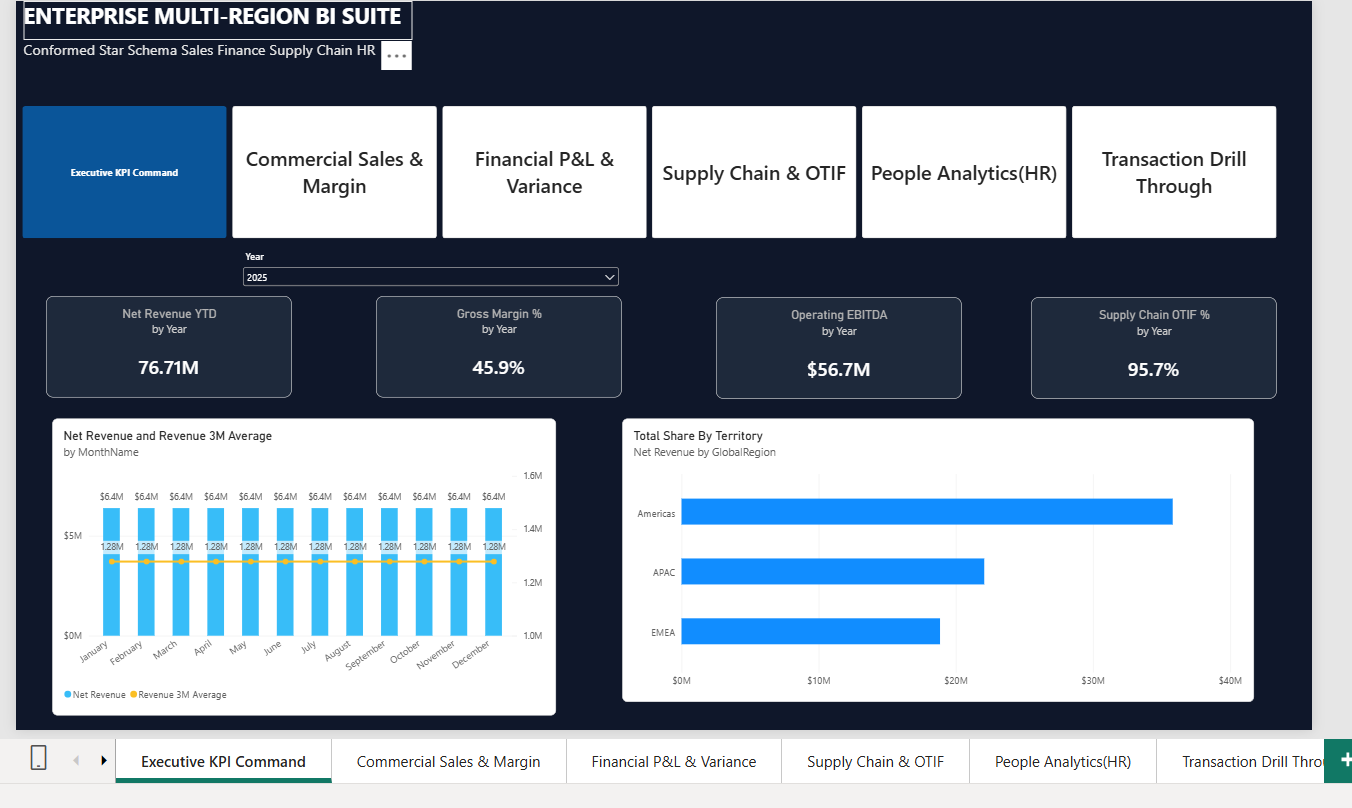 ENTERPRISE MULTI-REGION BI SUITE
Conformed Star Schema Sales Finance Supply Chain HR
...
Executive KPI Command
Commercial Sales &
Margin
Financial P&L &
Variance
Supply Chain & OTIF
People Analytics(HR)
Transaction Drill
Through
Year
2025
Net Revenue YTD
by Year
76.71M
Gross Margin %
by Year
45.9%
Operating EBITDA
by Year
$56.7M
Supply Chain OTIF %
by Year
95.7%
Net Revenue and Revenue 3M Average
by MonthName
1.6M
$6.4M $6.4M $6.4M $6.4M $6.4M $6.4M $6.4M $6.4M $6.4M $6.4M $6.4M $6.4M
$5M
1.4M
1.28M 1.28M 1.28M 1.28M 1.28M 1.28M 1.28M 1.28M 1.28M 1.28M 1.28M 1.28M
1.2M
$0M
1.0M
January February March April May June July August September October November December
Net Revenue Revenue 3M Average
Total Share By Territory
Net Revenue by GlobalRegion
Americas
APAC
EMEA
$0M $10M $20M $30M $40M
Executive KPI Command
Commercial Sales & Margin
Financial P&L & Variance
Supply Chain & OTIF
People Analytics(HR)
Transaction Drill Thro
+